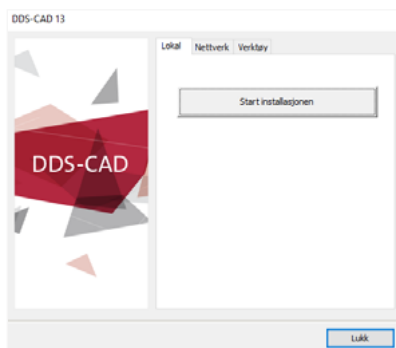 DDS-CAD 13
Lokal Nettverk Verktøy
Start installasjonen
DDS-CAD
Lukk